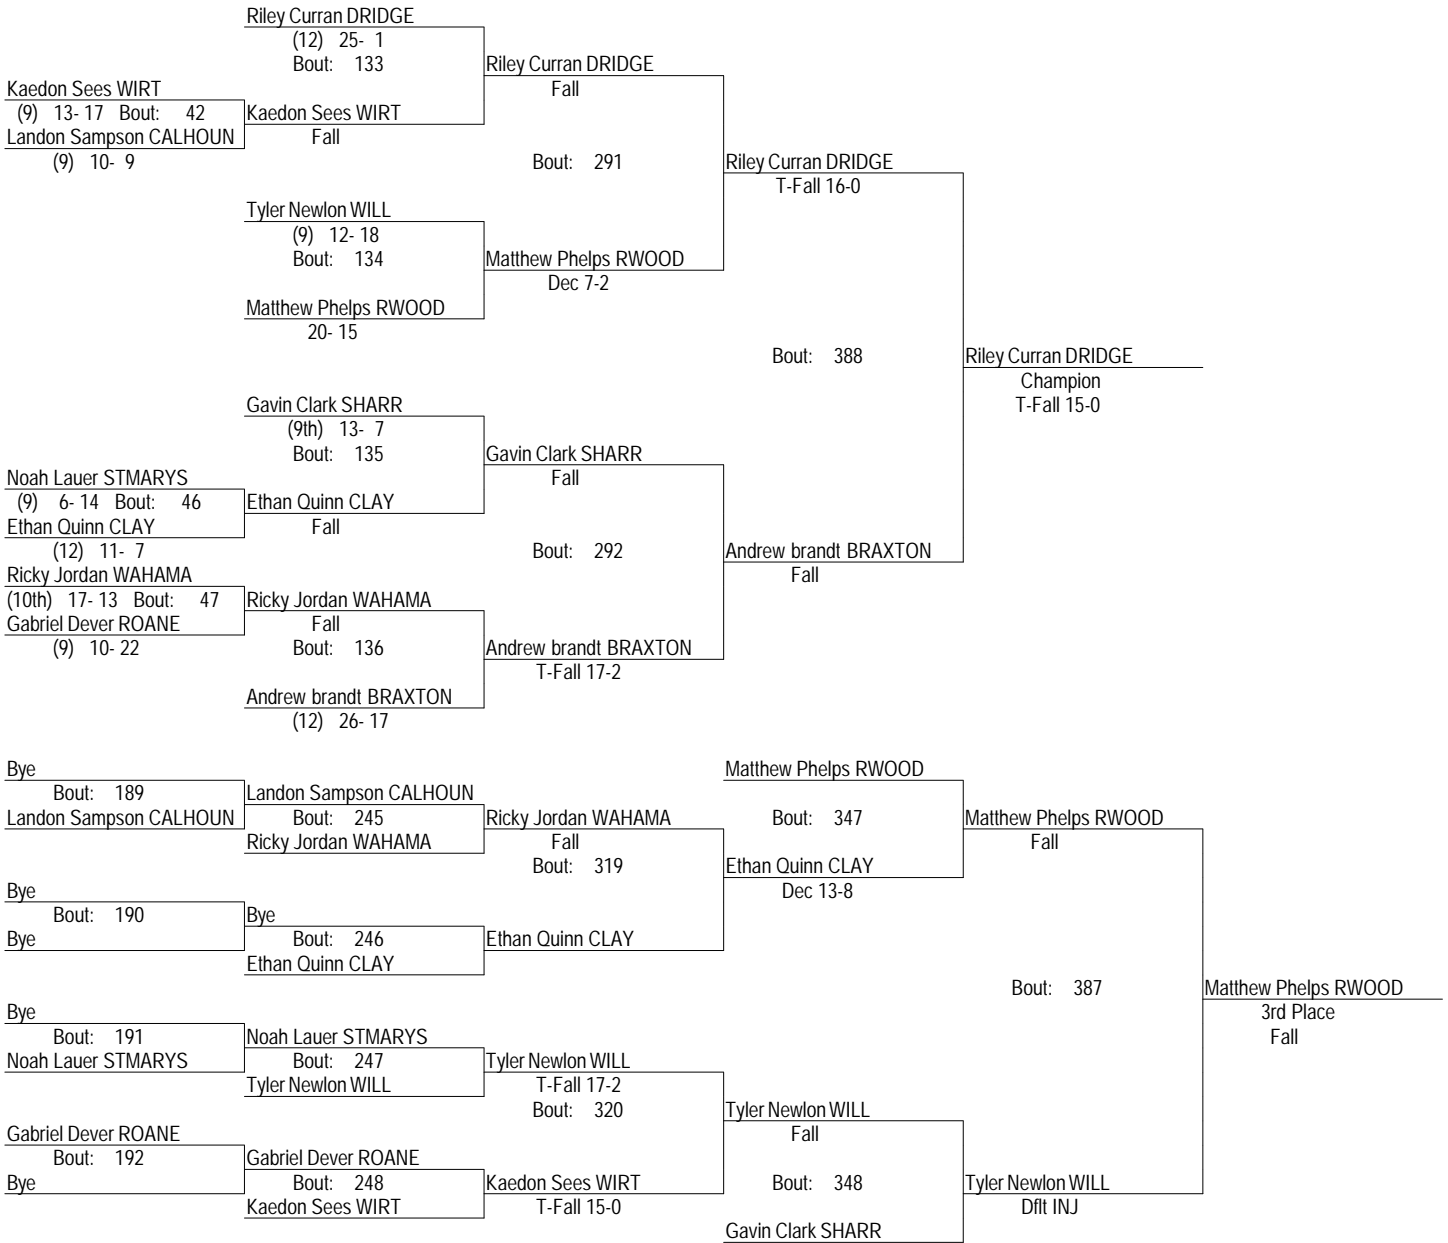 Riley Curran DRIDGE
(12) 25- 1
Bout: 133
Riley Curran DRIDGE
Fall
Kaedon Sees WIRT
(9) 13- 17 Bout: 42
Kaedon Sees WIRT
Landon Sampson CALHOUN
Fall
(9) 10- 9
Bout: 291
Riley Curran DRIDGE
T-Fall 16-0
Tyler Newlon WILL
(9) 12- 18
Bout: 134
Matthew Phelps RWOOD
Dec 7-2
Matthew Phelps RWOOD
20- 15
Bout: 388
Riley Curran DRIDGE
Champion
T-Fall 15-0
Gavin Clark SHARR
(9th) 13- 7
Bout: 135
Gavin Clark SHARR
Fall
Noah Lauer STMARYS
(9) 6- 14 Bout: 46
Ethan Quinn CLAY
Ethan Quinn CLAY
Fall
(12) 11- 7
Bout: 292
Andrew brandt BRAXTON
Fall
Ricky Jordan WAHAMA
(10th) 17- 13 Bout: 47
Ricky Jordan WAHAMA
Gabriel Dever ROANE
Fall
(9) 10- 22
Bout: 136
Andrew brandt BRAXTON
T-Fall 17-2
Andrew brandt BRAXTON
(12) 26- 17
Bye
Bout: 189
Landon Sampson CALHOUN
Landon Sampson CALHOUN
Bout: 245
Ricky Jordan WAHAMA
Ricky Jordan WAHAMA
Fall
Bout: 319
Matthew Phelps RWOOD
Bout: 347
Matthew Phelps RWOOD
Fall
Ethan Quinn CLAY
Dec 13-8
Bye
Bout: 190
Bye
Bye
Bout: 246
Ethan Quinn CLAY
Ethan Quinn CLAY
Bout: 387
Matthew Phelps RWOOD
3rd Place
Fall
Bye
Bout: 191
Noah Lauer STMARYS
Noah Lauer STMARYS
Bout: 247
Tyler Newlon WILL
Tyler Newlon WILL
T-Fall 17-2
Bout: 320
Tyler Newlon WILL
Fall
Gabriel Dever ROANE
Bout: 192
Bye
Gabriel Dever ROANE
Bout: 248
Kaedon Sees WIRT
Kaedon Sees WIRT
T-Fall 15-0
Bout: 348
Tyler Newlon WILL
Dflt INJ
Gavin Clark SHARR